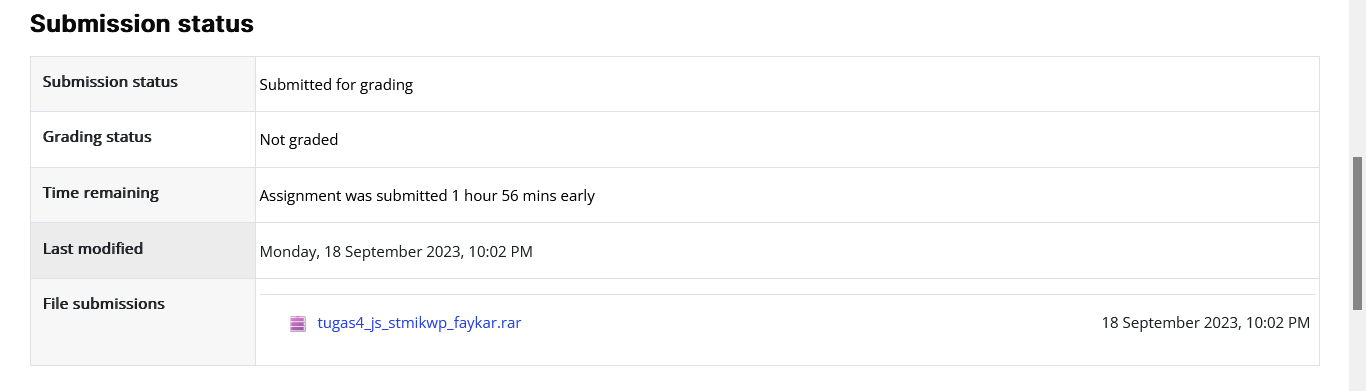 Submission status
Submission status
Submitted for grading
Grading status
Not graded
Time remaining
Assignment was submitted 1 hour 56 mins early
Last modified
Monday, 18 September 2023, 10:02 PM
File submissions
tugas4_js_stmikwp_faykar.rar
18 September 2023, 10:02 PM